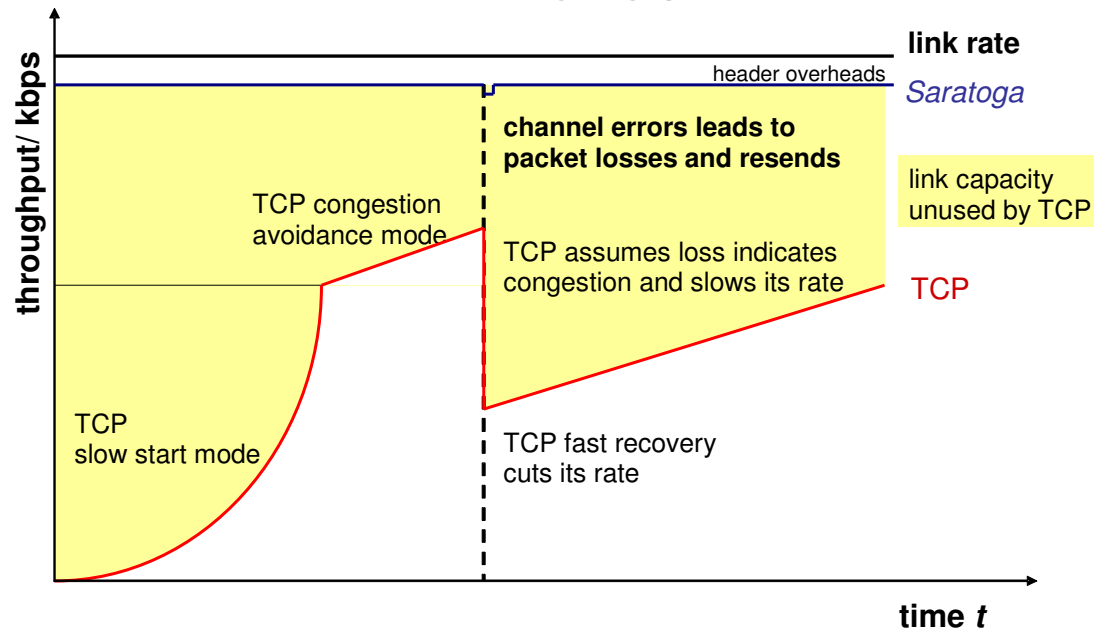 link rate
header overheads
Saratoga
throughput/ kbps
channel errors leads to
packet losses and resends
link capacity
unused by TCP
TCP congestion
avoidance mode
TCP assumes loss indicates
congestion and slows its rate
TCP
TCP
slow start mode
TCP fast recovery
cuts its rate
time t